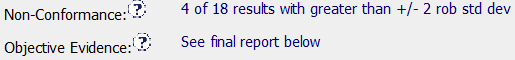 Non-Conformance: ? 4 of 18 results with greater than +/- 2 rob std dev
Objective Evidence: ? See final report below